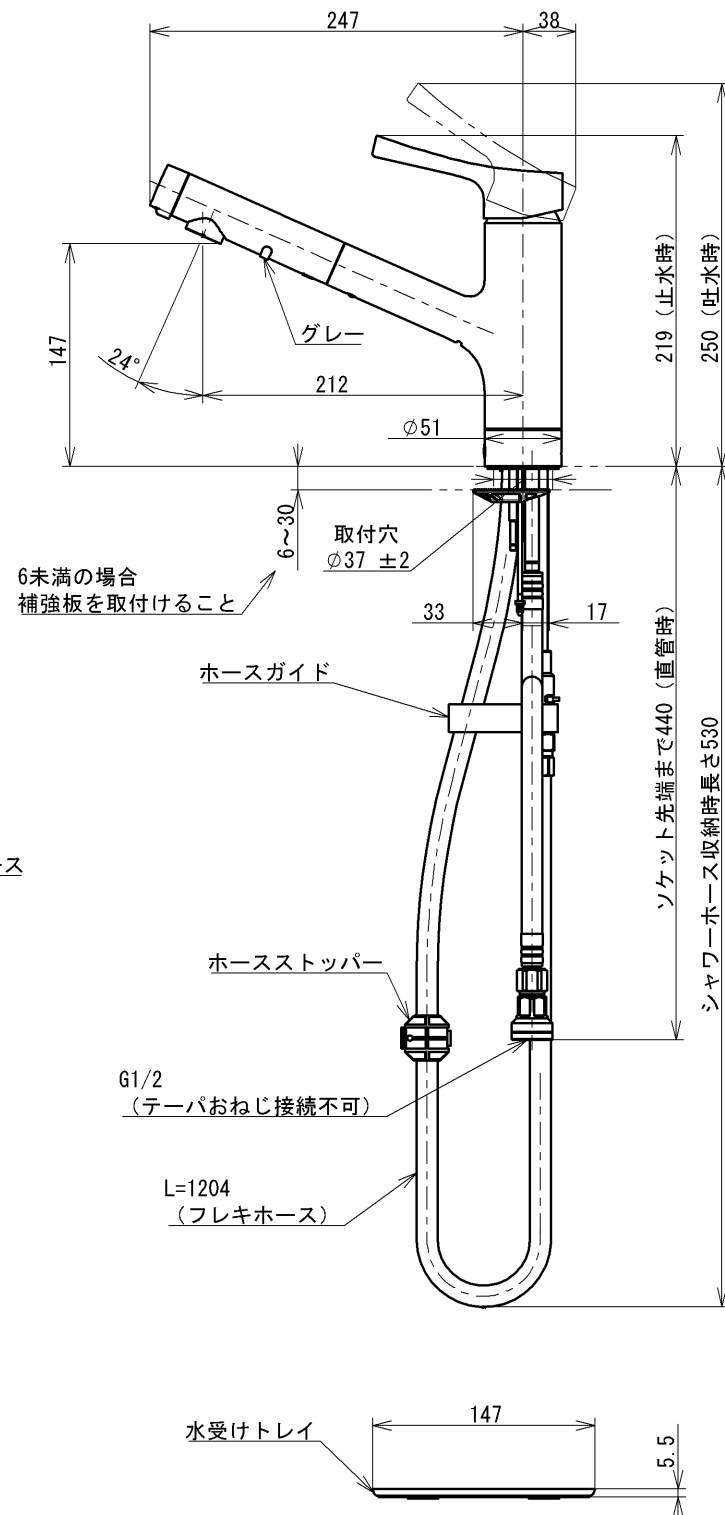 247
38
219（止水時）
250（吐水時）
147
グレー
24°
212
∅51
6～30
取付穴
∅37 ±2
6未満の場合
補強板を取付けること
33
17
ホースガイド
ソケット先端まで440（直管時）
シャワーホース収納時長さ530
ース
ホースストッパー
G1/2
（テーパおねじ接続不可）
L=1204
（フレキホース）
水受けトレイ
147
5.5